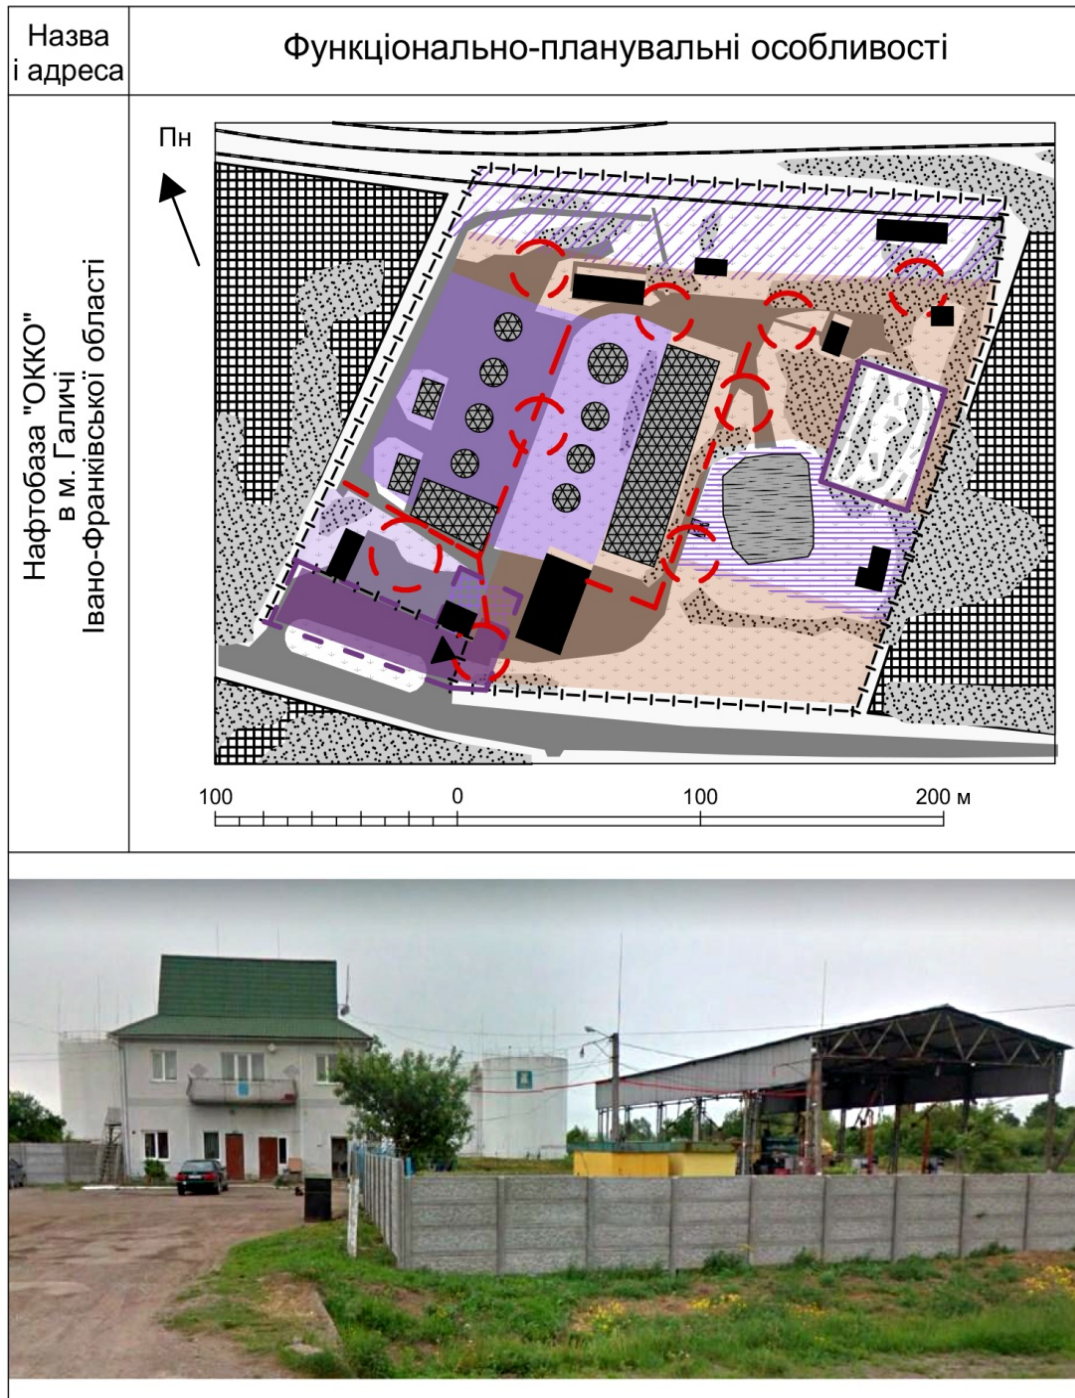 Назва
і адреса
Функціонально-планувальні особливості
Нафтобаза "ОККО"
в м. Галичі
Івано-Франківської області
Пн
100 0 100 200 м